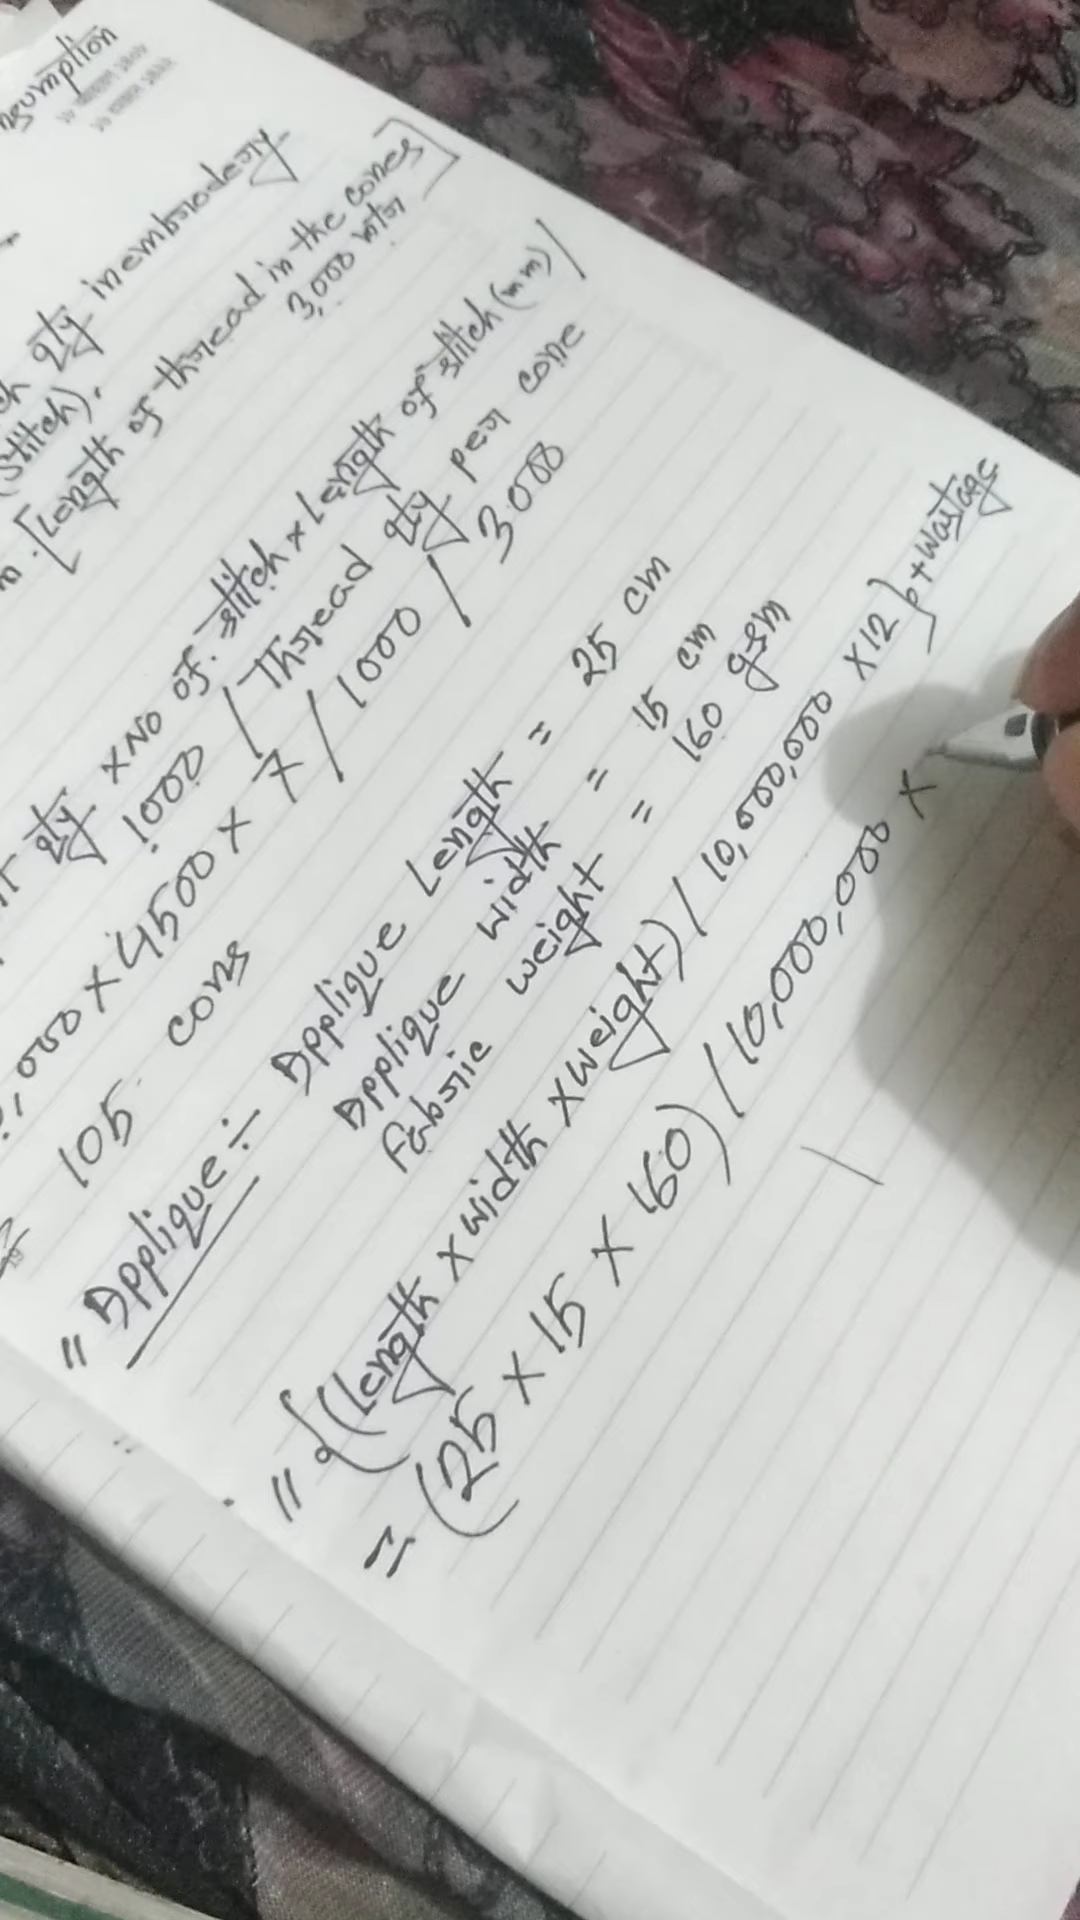 qty in embrodery
(stitch).
[Length of thread in the cones]
3,000 mtr
qty x No of. stitch x Length of stitch (mm) /
1000 / Thread qty per cone
,000 x 4500 x 7 / 1000 / 3000
105 cons
" Applique :- Applique Length = 25 cm
Applique width = 15 cm
Fabric weight = 160 gsm
" {(Length x width x weight) / 10,000,000 x 12} + wastage
= (25 x 15 x 160) / 10,000,000 x